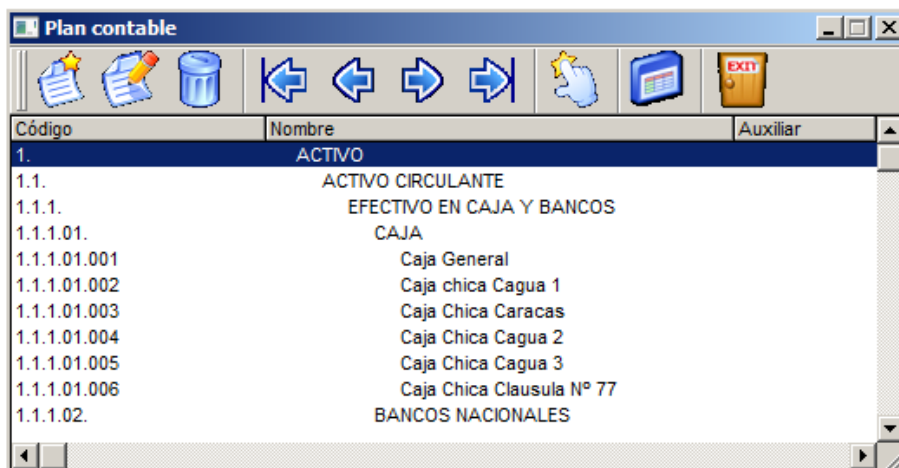 Plan contable
EXIT
Código Nombre Auxiliar
1. ACTIVO
1.1. ACTIVO CIRCULANTE
1.1.1. EFECTIVO EN CAJA Y BANCOS
1.1.1.01. CAJA
1.1.1.01.001 Caja General
1.1.1.01.002 Caja chica Cagua 1
1.1.1.01.003 Caja Chica Caracas
1.1.1.01.004 Caja Chica Cagua 2
1.1.1.01.005 Caja Chica Cagua 3
1.1.1.01.006 Caja Chica Clausula Nº 77
1.1.1.02. BANCOS NACIONALES